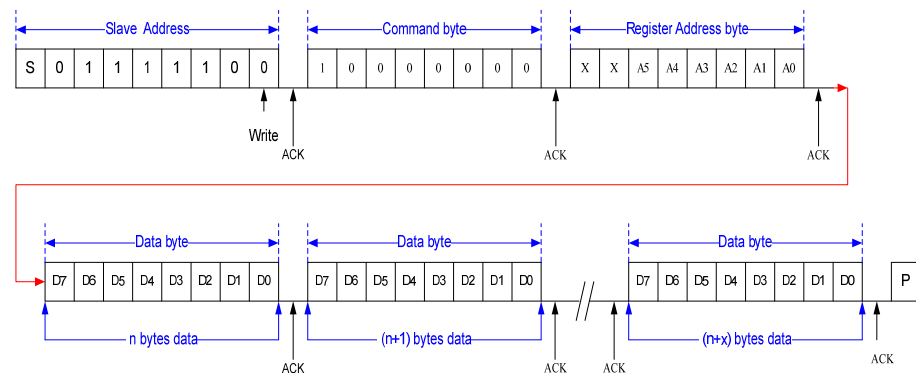 Slave Address Command byte Register Address byte
S 0 1 1 1 1 1 0 0 1 0 0 0 0 0 0 0 X X A5 A4 A3 A2 A1 A0
Write
ACK ACK ACK
Data byte Data byte Data byte
D7 D6 D5 D4 D3 D2 D1 D0 D7 D6 D5 D4 D3 D2 D1 D0 D7 D6 D5 D4 D3 D2 D1 D0 P
n bytes data (n+1) bytes data (n+x) bytes data
ACK ACK ACK ACK